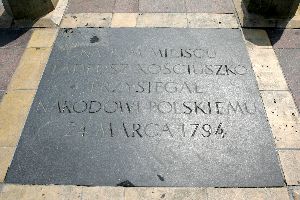 W TYM MIEJSCU
TADEUSZ KOŚCIUSZKO
PRZYSIĘGAŁ
NARODOWI POLSKIEMU
24 MARCA 1794